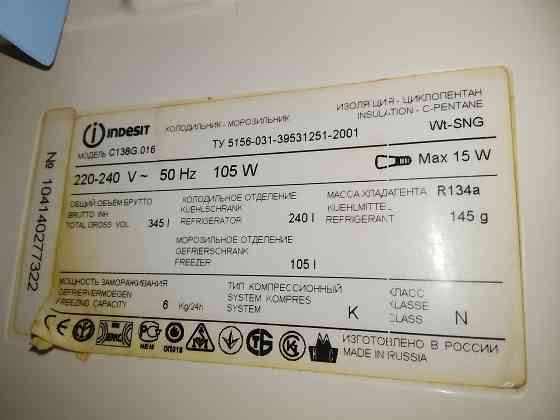 № 104140277322
indesit
ХОЛОДИЛЬНИК - МОРОЗИЛЬНИК
ИЗОЛЯЦИЯ - ЦИКЛОПЕНТАН
INSULATION - C-PENTANE
МОДЕЛЬ C138G.016
ТУ 5156-031-39531251-2001
Wt-SNG
220-240 V ~ 50 Hz 105 W
Max 15 W
ОБЩИЙ ОБЪЁМ БРУТТО
BRUTTO INH
TOTAL GROSS VOL 345 l
ХОЛОДИЛЬНОЕ ОТДЕЛЕНИЕ
KUEHLSCHRANK
REFRIGERATOR 240 l
МАССА ХЛАДАГЕНТА R134a
KUEHLMITTEL
REFRIGERANT 145 g
МОРОЗИЛЬНОЕ ОТДЕЛЕНИЕ
GEFRIERSCHRANK
FREEZER 105 l
МОЩНОСТЬ ЗАМОРАЖИВАНИЯ
GEFRIERVERMOEGEN
FREEZING CAPACITY 6 Kg/24h
ТИП КОМПРЕССИОННЫЙ
SYSTEM KOMPRES
SYSTEM K
КЛАСС
KLASSE
CLASS N
ИЗГОТОВЛЕНО В РОССИИ
MADE IN RUSSIA